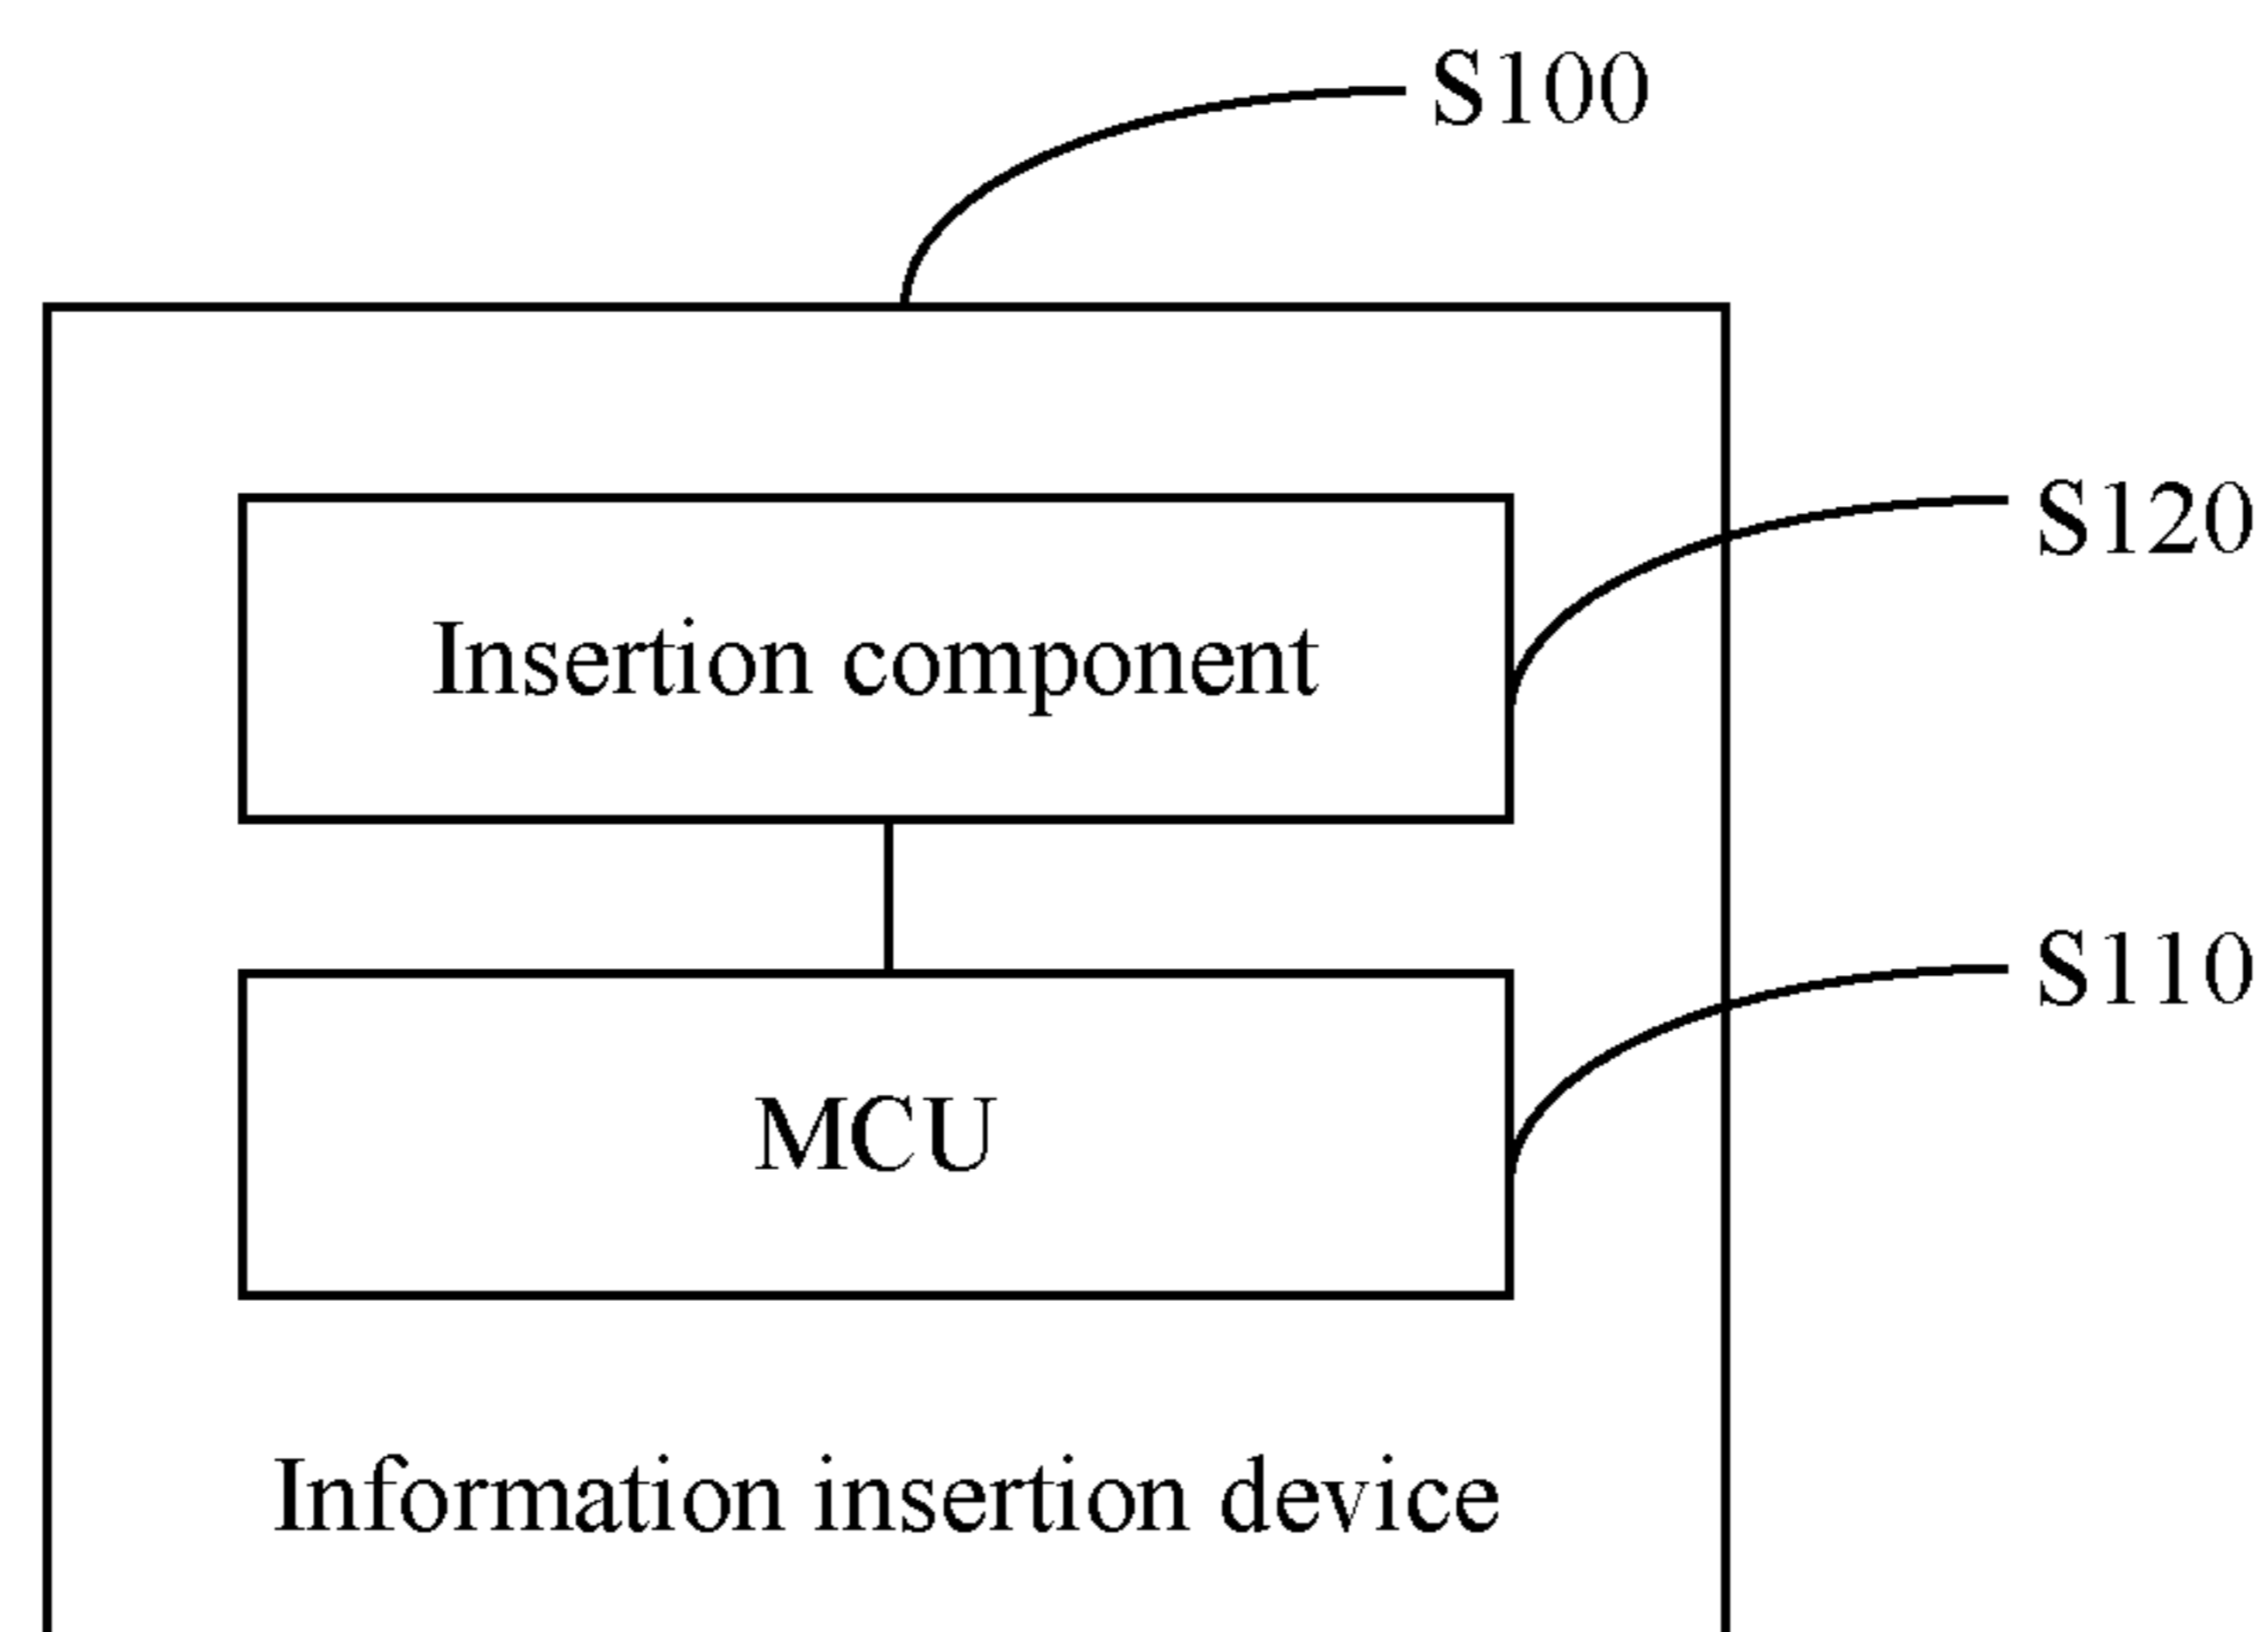 S100
S120
Insertion component
S110
MCU
Information insertion device